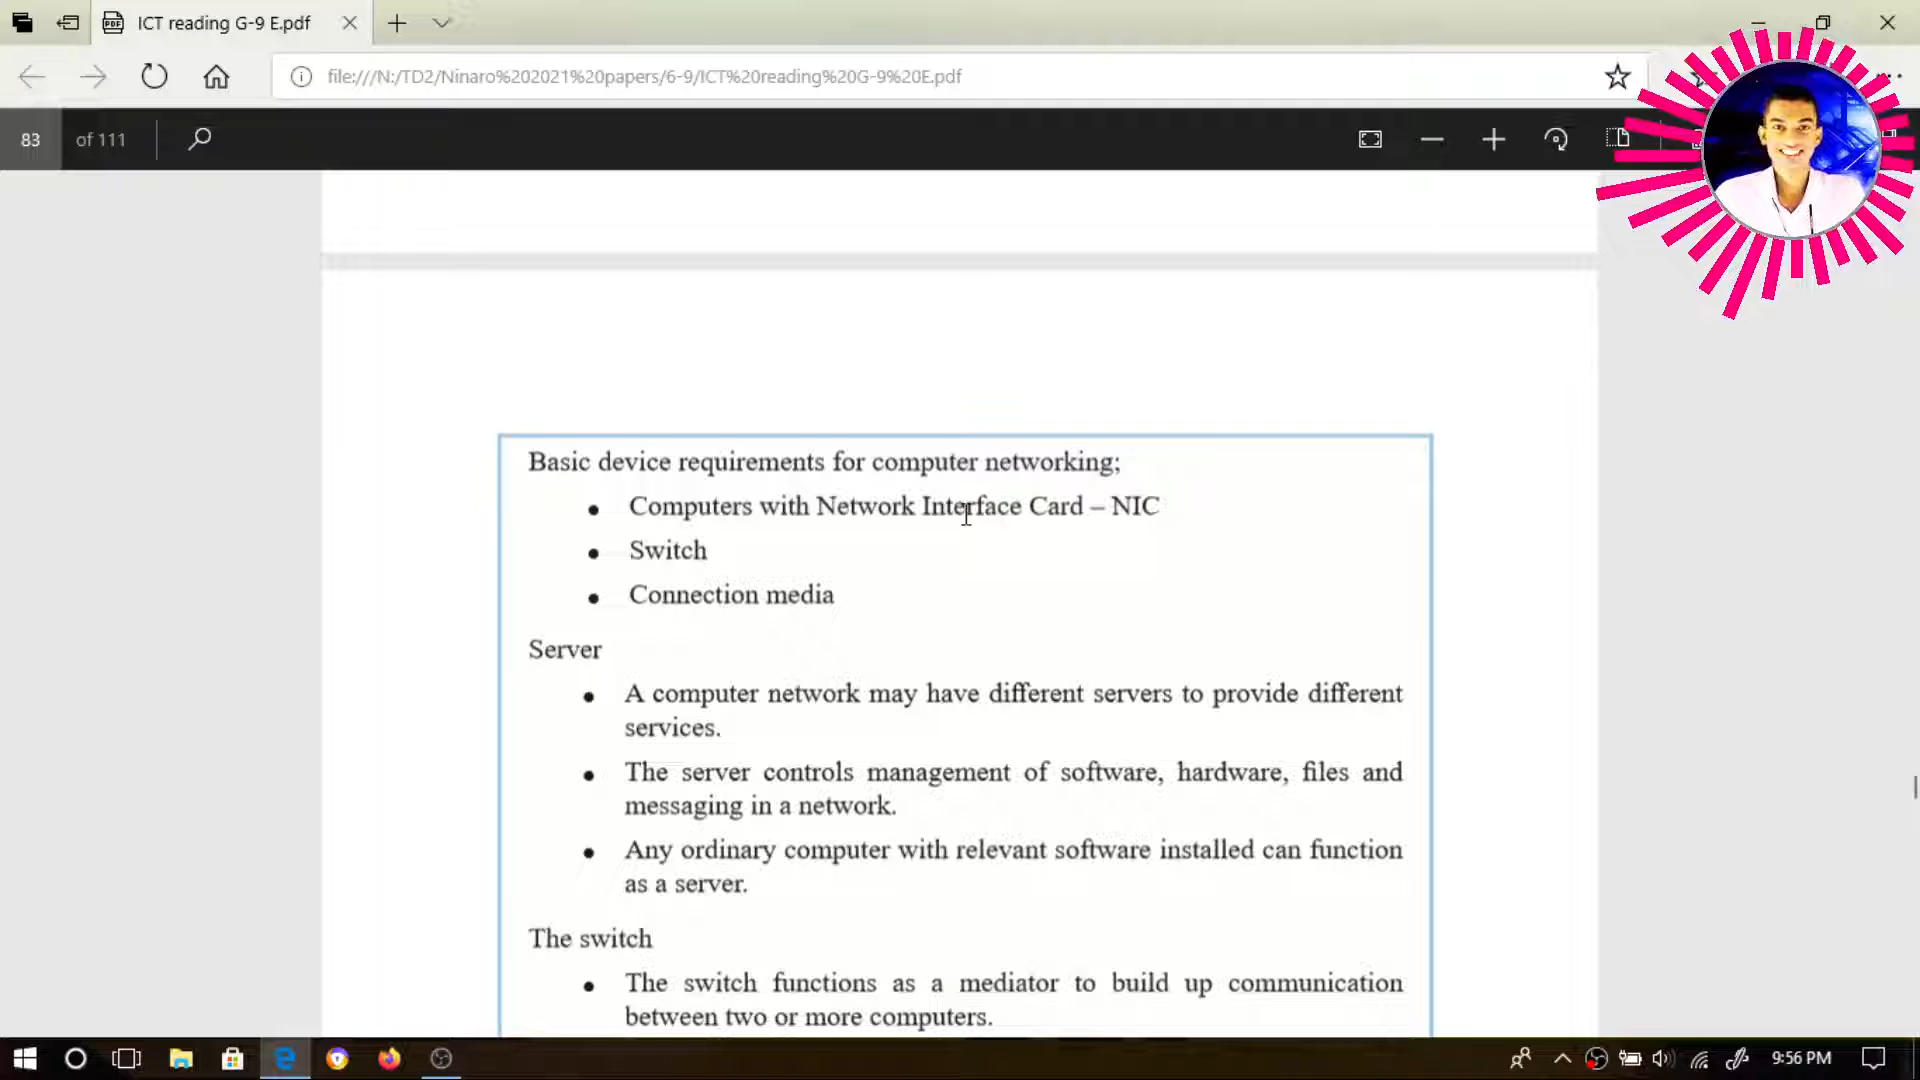 ICT reading G-9 E.pdf
file:///N:/TD2/Ninaro%202021%20papers/6-9/ICT%20reading%20G-9%20E.pdf
83 of 111
Basic device requirements for computer networking;
• Computers with Network Interface Card – NIC
• Switch
• Connection media
Server
• A computer network may have different servers to provide different
services.
• The server controls management of software, hardware, files and
messaging in a network.
• Any ordinary computer with relevant software installed can function
as a server.
The switch
• The switch functions as a mediator to build up communication
between two or more computers.
9:56 PM